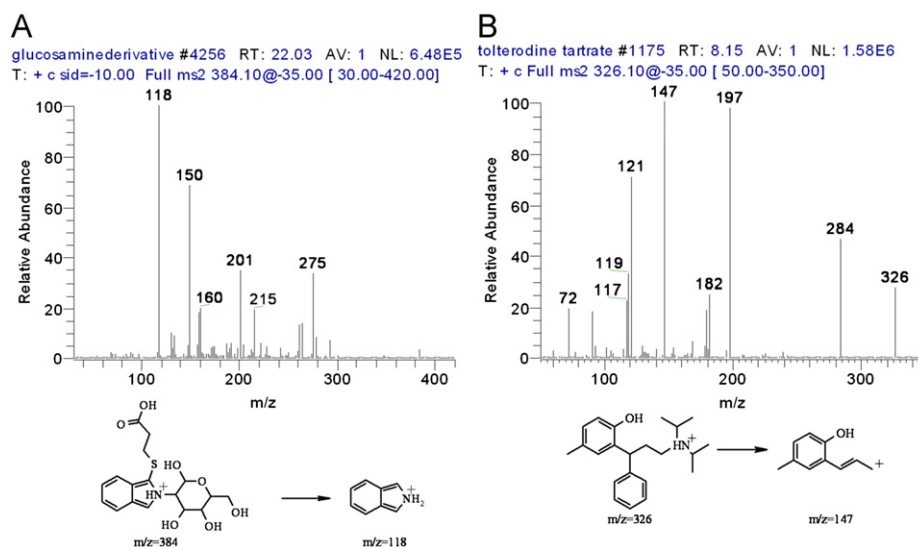 A
glucosaminederivative #4256 RT: 22.03 AV: 1 NL: 6.48E5
T: + c sid=-10.00 Full ms2 384.10@-35.00 [ 30.00-420.00]
Relative Abundance
100
80
60
40
20
0
118
150
160
201
215
275
100
200
300
400
m/z
O
OH
S
HN
+
HO
O
OH
HO
OH
m/z=384
+
NH2
m/z=118
B
tolterodine tartrate #1175 RT: 8.15 AV: 1 NL: 1.58E6
T: + c Full ms2 326.10@-35.00 [ 50.00-350.00]
Relative Abundance
100
80
60
40
20
0
72
117
119
121
147
182
197
284
326
100
200
300
m/z
OH
HN
+
m/z=326
OH
+
m/z=147